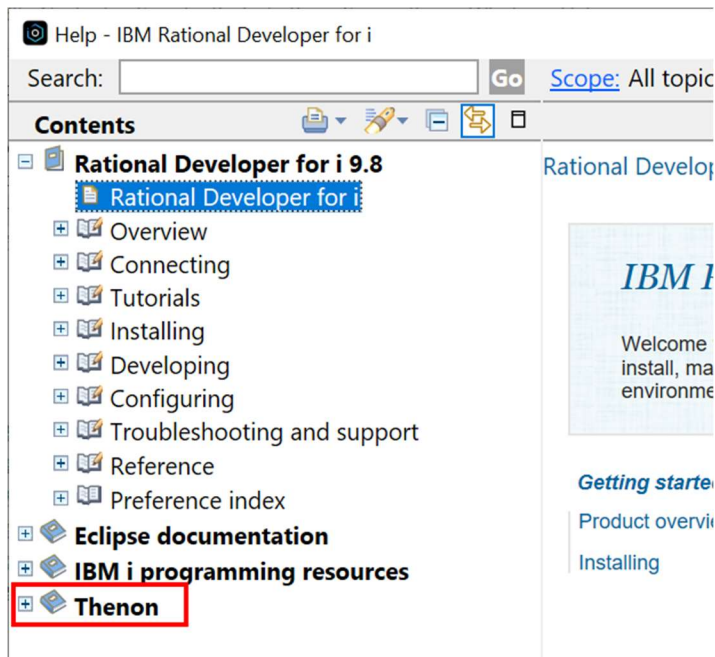 Help - IBM Rational Developer for i
Search: Go Scope: All topic
Contents
Rational Developer for i 9.8
Rational Developer for i
Overview
Connecting
Tutorials
Installing
Developing
Configuring
Troubleshooting and support
Reference
Preference index
Eclipse documentation
IBM i programming resources
Thenon
Rational Develop
IBM
Welcome
install, ma
environme
Getting starte
Product overvie
Installing